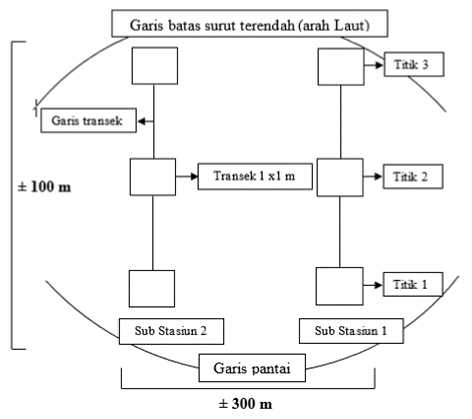 Garis batas surut terendah (arah Laut)
Titik 3
Garis transek
± 100 m
Transek 1 x1 m
Titik 2
Titik 1
Sub Stasiun 2
Sub Stasiun 1
Garis pantai
± 300 m